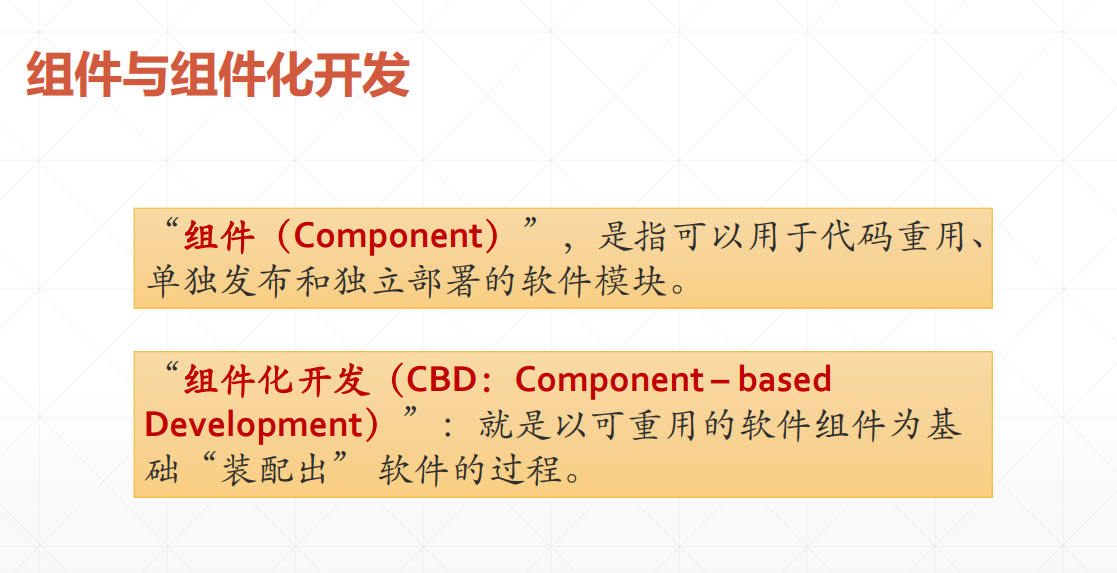 组件与组件化开发
“组件（Component）”，是指可以用于代码重用、
单独发布和独立部署的软件模块。
“组件化开发（CBD：Component – based
Development）”：就是以可重用的软件组件为基
础“装配出” 软件的过程。